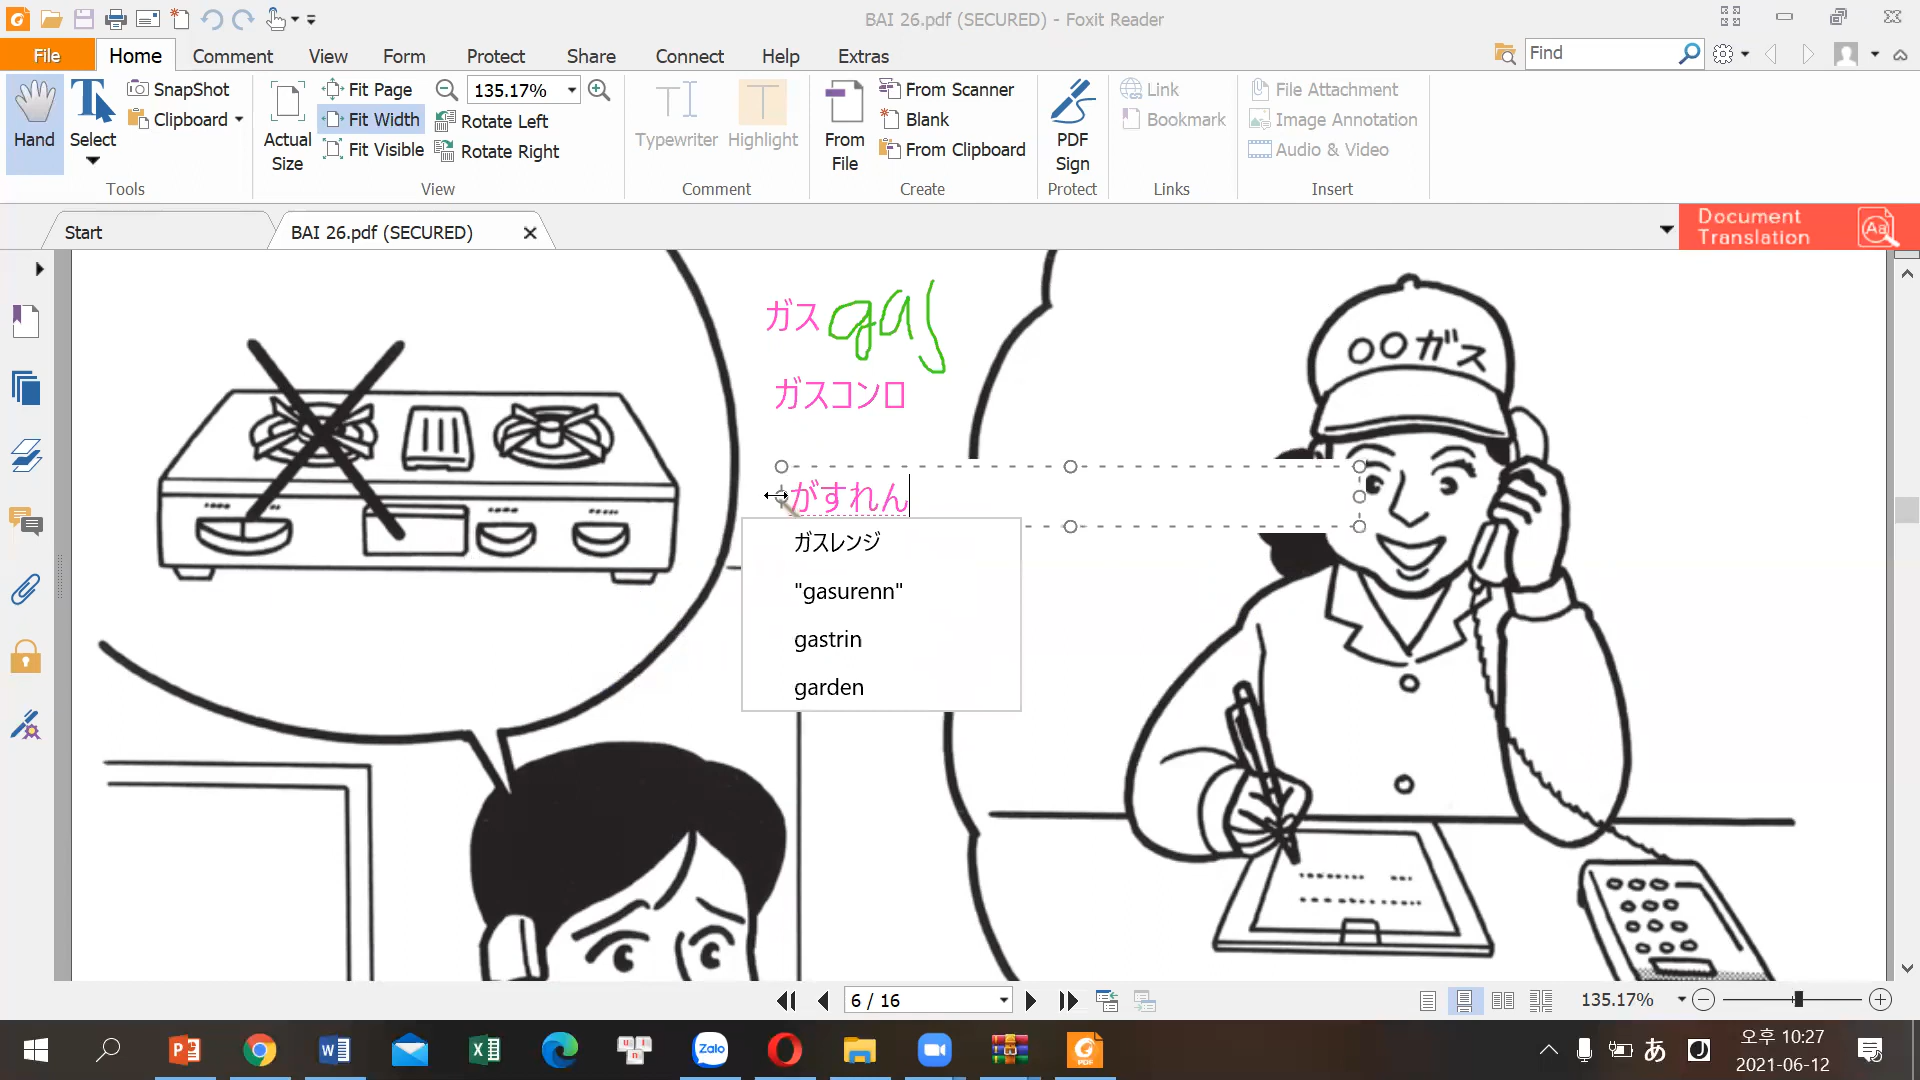 BAI 26.pdf (SECURED) - Foxit Reader
File Home Comment View Form Protect Share Connect Help Extras
Find
Hand
Select
SnapShot
Clipboard
Tools
Actual Size
Fit Page
Fit Width
Fit Visible
135.17%
Rotate Left
Rotate Right
View
Typewriter
Highlight
Comment
From File
From Scanner
Blank
From Clipboard
Create
PDF Sign
Protect
Link
Bookmark
Links
File Attachment
Image Annotation
Audio & Video
Insert
Start
BAI 26.pdf (SECURED)
Document Translation
ガス gas
ガスコンロ
がすれん
ガスレンジ
"gasurenn"
gastrin
garden
○○ガス
6 / 16
135.17%
Zalo
あ
오후 10:27
2021-06-12